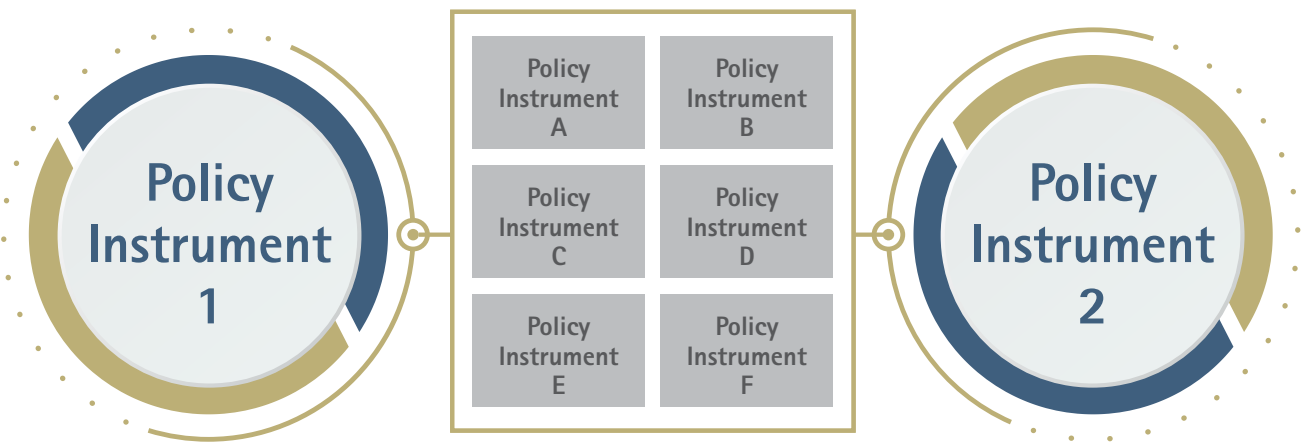 Policy
Instrument
1
Policy
Instrument
A
Policy
Instrument
B
Policy
Instrument
C
Policy
Instrument
D
Policy
Instrument
E
Policy
Instrument
F
Policy
Instrument
2